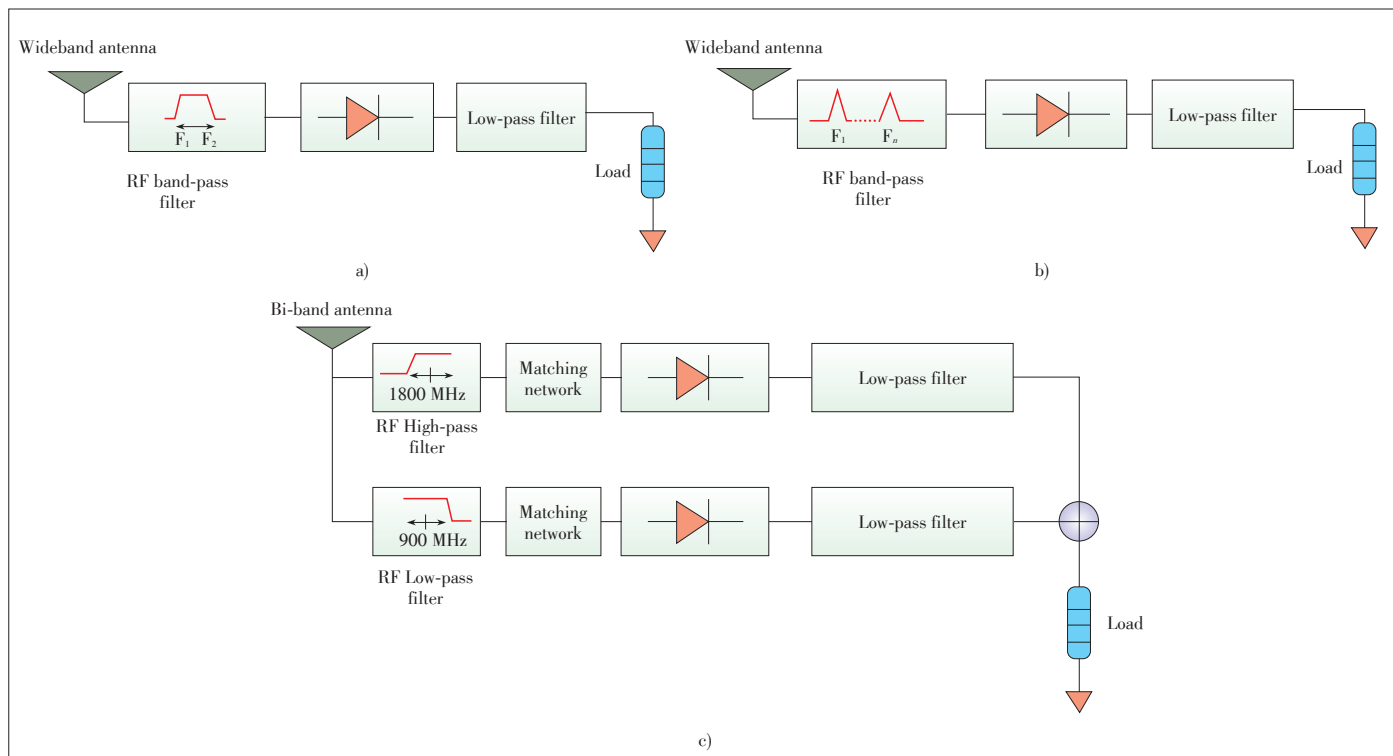 Wideband antenna
F1 F2
RF band-pass
filter
Low-pass filter
Load
a)
Wideband antenna
F1 Fn
RF band-pass
filter
Low-pass filter
Load
b)
Bi-band antenna
1800 MHz
RF High-pass
filter
Matching
network
Low-pass filter
900 MHz
RF Low-pass
filter
Matching
network
Low-pass filter
Load
c)